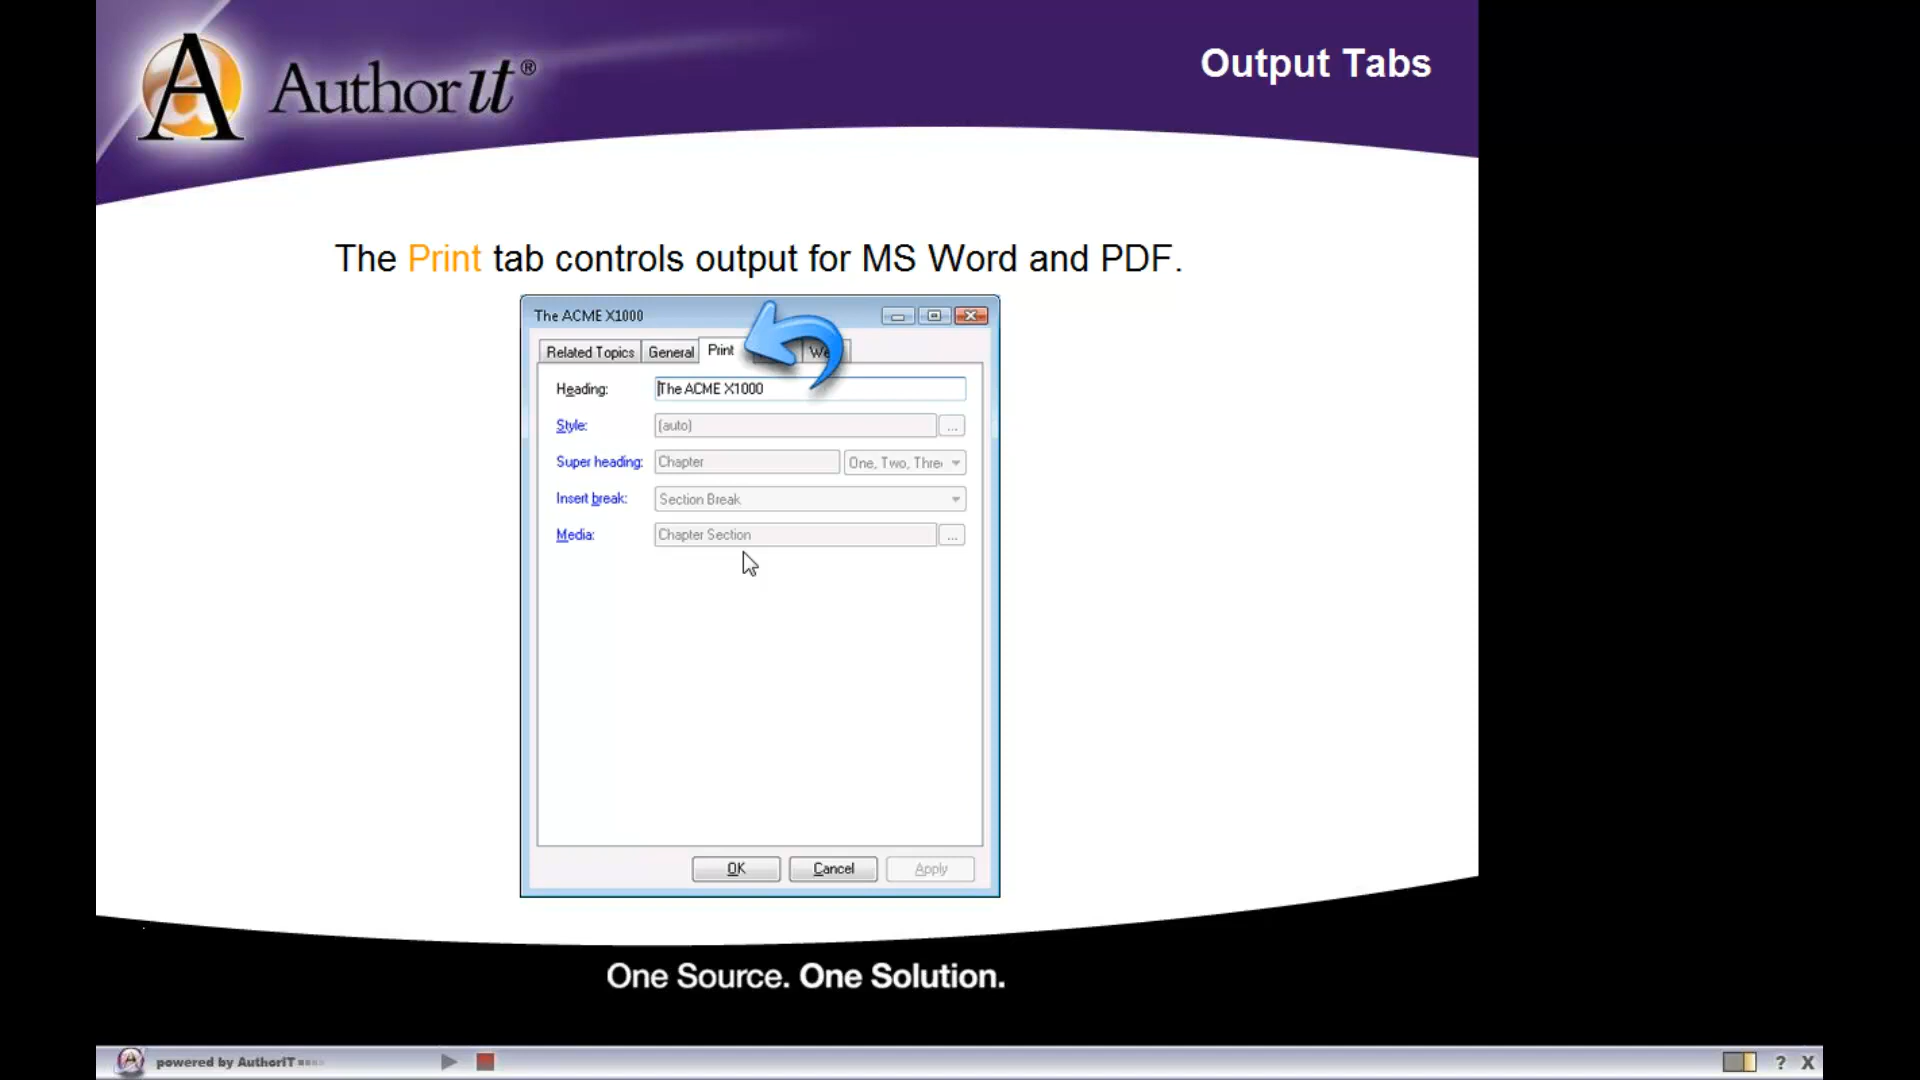 Authorit®
Output Tabs
The Print tab controls output for MS Word and PDF.
The ACME X1000
Related Topics General Print We
Heading: The ACME X1000
Style: (auto) ...
Super heading: Chapter One, Two, Thre
Insert break: Section Break
Media: Chapter Section ...
OK Cancel Apply
One Source. One Solution.
powered by AuthorIT
? X